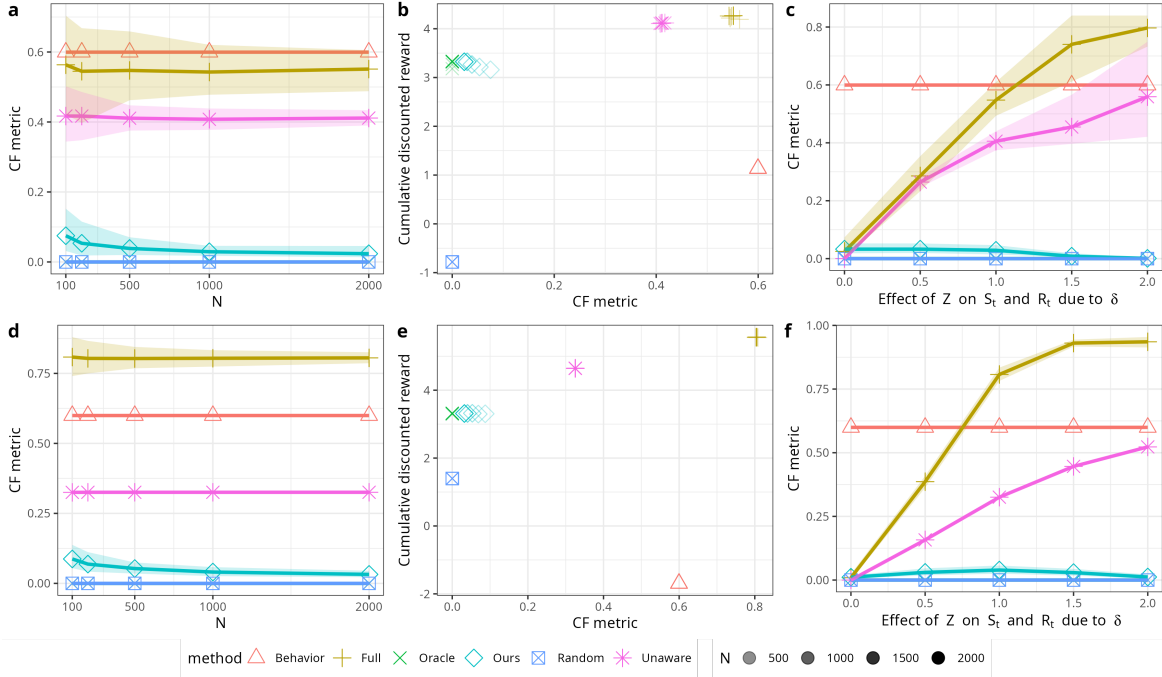 a
CF metric
0.6
0.4
0.2
0.0
100
500
1000
2000
N
b
Cumulative discounted reward
4
3
2
1
0
-1
0.0
0.2
0.4
0.6
CF metric
c
CF metric
0.8
0.6
0.4
0.2
0.0
0.0
0.5
1.0
1.5
2.0
Effect of Z on St and Rt due to δ
d
CF metric
0.75
0.50
0.25
0.00
100
500
1000
2000
N
e
Cumulative discounted reward
4
2
0
-2
0.0
0.2
0.4
0.6
0.8
CF metric
f
CF metric
1.00
0.75
0.50
0.25
0.00
0.0
0.5
1.0
1.5
2.0
Effect of Z on St and Rt due to δ
method Behavior Full Oracle Ours Random Unaware N 500 1000 1500 2000